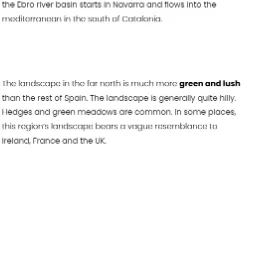 the Ebro river basin starts in Navarra and flows into the
mediterranean in the south of Catalonia.
The landscape in the far north is much more green and lush
than the rest of Spain. The landscape is generally quite hilly.
Hedges and green meadows are common. In some places,
this region's landscape bears a vague resemblance to
Ireland, France and the UK.